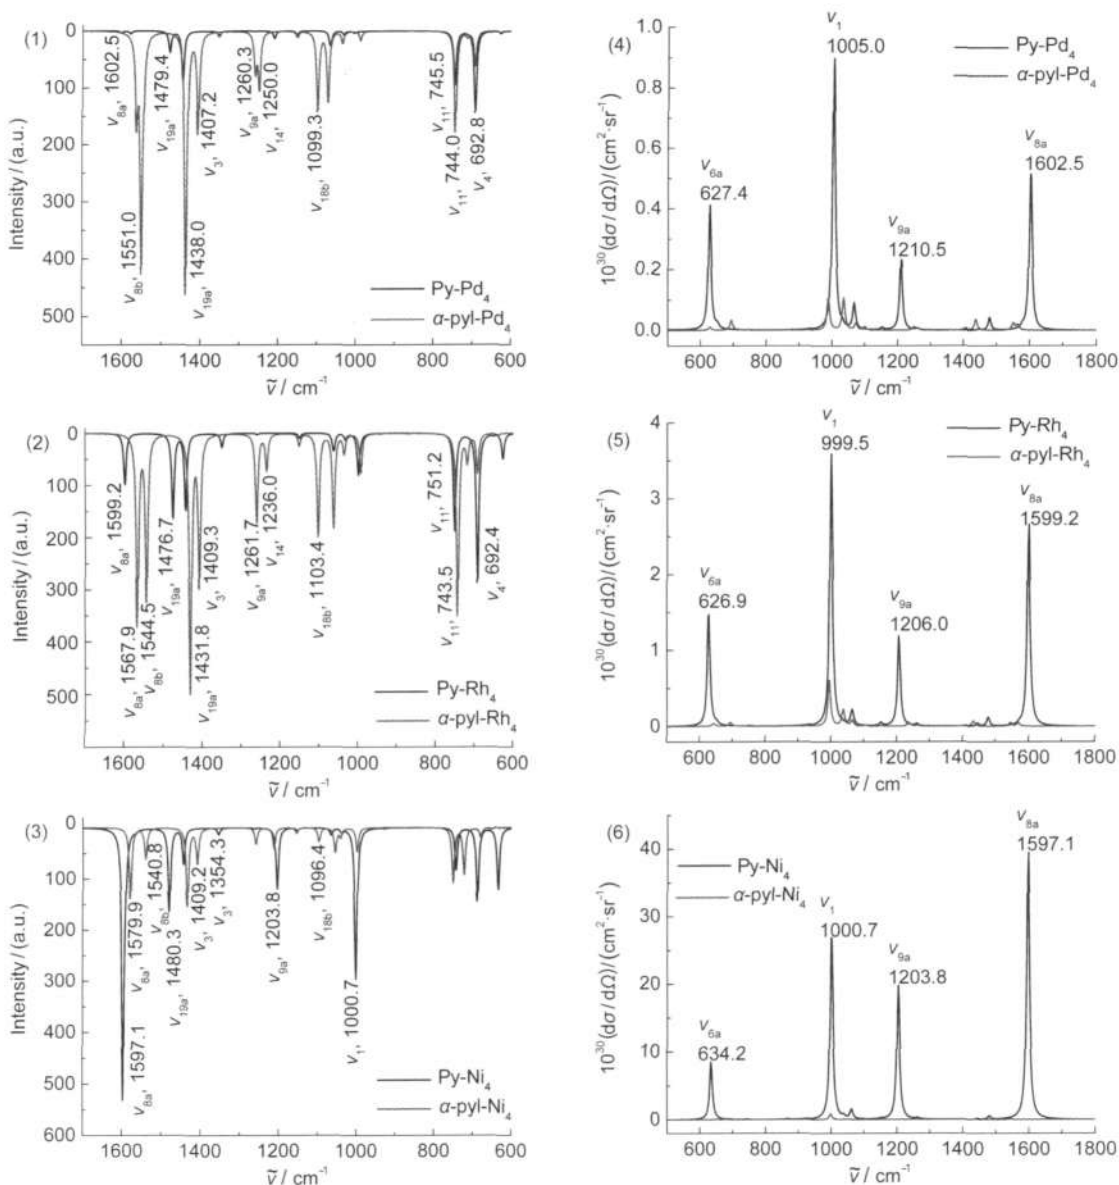 (1)
Intensity / (a.u.)
0
100
200
300
400
500
ν8a, 1602.5
ν8b, 1551.0
ν19a, 1479.4
ν19a, 1438.0
ν3, 1407.2
ν9a, 1260.3
ν14, 1250.0
ν18b, 1099.3
ν11, 745.5
ν11, 744.0
ν4, 692.8
Py-Pd4
α-pyl-Pd4
1600 1400 1200 1000 800 600
ν̃ / cm⁻¹
(4)
10³⁰(dσ / dΩ)/(cm²·sr⁻¹)
1.0
0.8
0.6
0.4
0.2
0.0
ν6a
627.4
ν1
1005.0
ν9a
1210.5
ν8a
1602.5
Py-Pd4
α-pyl-Pd4
600 800 1000 1200 1400 1600 1800
ν̃ / cm⁻¹
(2)
Intensity / (a.u.)
0
100
200
300
400
500
ν8a, 1599.2
ν8a, 1567.9
ν8b, 1544.5
ν19a, 1476.7
ν19a, 1431.8
ν3, 1409.3
ν9a, 1261.7
ν14, 1236.0
ν18b, 1103.4
ν11, 751.2
ν11, 743.5
ν4, 692.4
Py-Rh4
α-pyl-Rh4
1600 1400 1200 1000 800 600
ν̃ / cm⁻¹
(5)
10³⁰(dσ / dΩ)/(cm²·sr⁻¹)
4
3
2
1
0
ν6a
626.9
ν1
999.5
ν9a
1206.0
ν8a
1599.2
Py-Rh4
α-pyl-Rh4
600 800 1000 1200 1400 1600 1800
ν̃ / cm⁻¹
(3)
Intensity / (a.u.)
0
100
200
300
400
500
600
ν8a, 1597.1
ν8a, 1579.9
ν8b, 1540.8
ν19a, 1480.3
ν3, 1409.2
ν3, 1354.3
ν9a, 1203.8
ν18b, 1096.4
ν1, 1000.7
Py-Ni4
α-pyl-Ni4
1600 1400 1200 1000 800 600
ν̃ / cm⁻¹
(6)
10³⁰(dσ / dΩ)/(cm²·sr⁻¹)
40
30
20
10
0
Py-Ni4
α-pyl-Ni4
ν6a
634.2
ν1
1000.7
ν9a
1203.8
ν8a
1597.1
600 800 1000 1200 1400 1600 1800
ν̃ / cm⁻¹